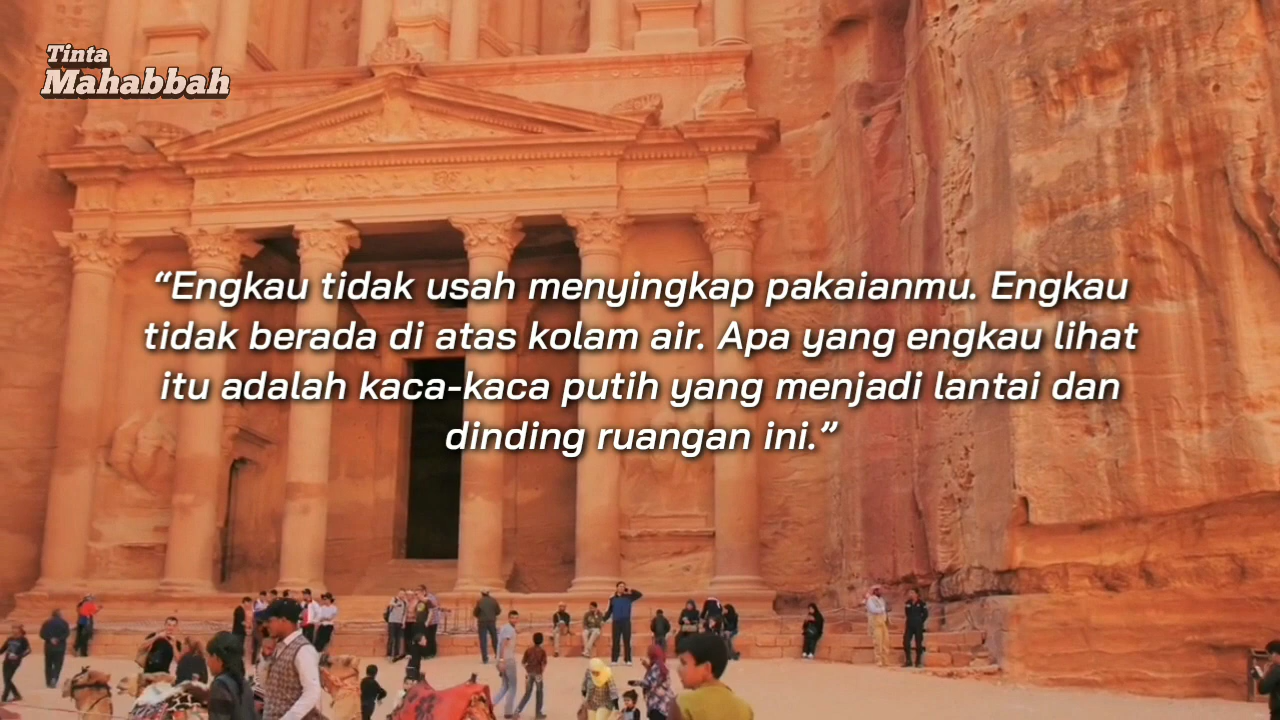 Tinta
Mahabbah
“Engkau tidak usah menyingkap pakaianmu. Engkau
tidak berada di atas kolam air. Apa yang engkau lihat
itu adalah kaca-kaca putih yang menjadi lantai dan
dinding ruangan ini.”